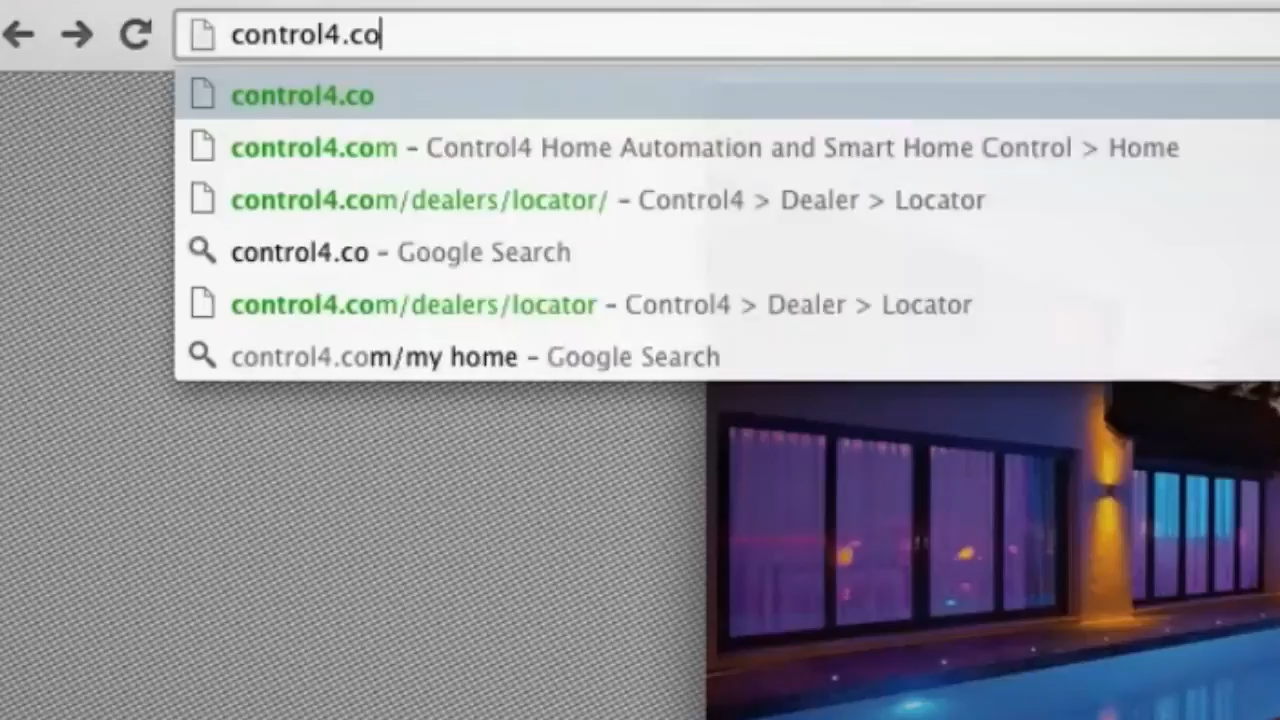 control4.co
control4.co
control4.com – Control4 Home Automation and Smart Home Control > Home
control4.com/dealers/locator/ – Control4 > Dealer > Locator
control4.co – Google Search
control4.com/dealers/locator – Control4 > Dealer > Locator
control4.com/my home – Google Search